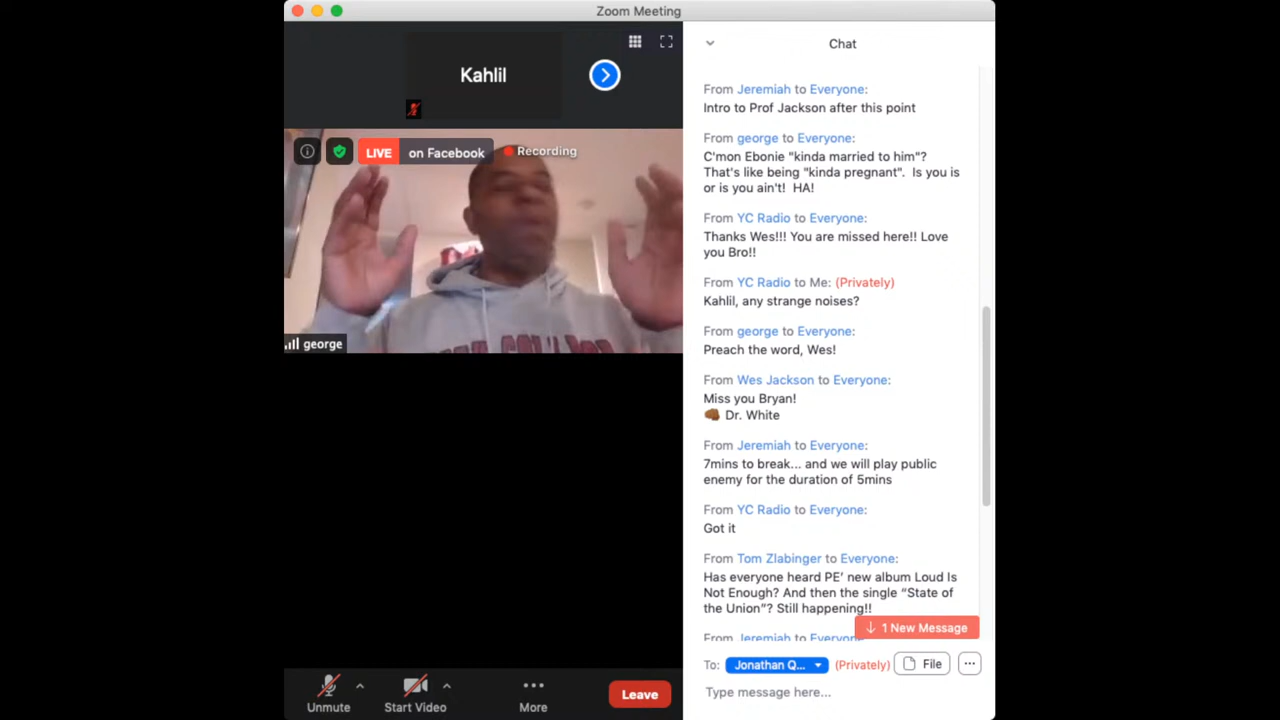 Zoom Meeting
Kahlil
LIVE on Facebook
Recording
george
Unmute
Start Video
More
Leave
Chat
From Jeremiah to Everyone:
Intro to Prof Jackson after this point
From george to Everyone:
C'mon Ebonie "kinda married to him"?
That's like being "kinda pregnant".  Is you is
or is you ain't!  HA!
From YC Radio to Everyone:
Thanks Wes!!! You are missed here!! Love
you Bro!!
From YC Radio to Me: (Privately)
Kahlil, any strange noises?
From george to Everyone:
Preach the word, Wes!
From Wes Jackson to Everyone:
Miss you Bryan!
Dr. White
From Jeremiah to Everyone:
7mins to break... and we will play public
enemy for the duration of 5mins
From YC Radio to Everyone:
Got it
From Tom Zlabinger to Everyone:
Has everyone heard PE’ new album Loud Is
Not Enough? And then the single “State of
the Union”? Still happening!!
From Jeremiah to Everyone
1 New Message
To: Jonathan Q... (Privately) File
Type message here...